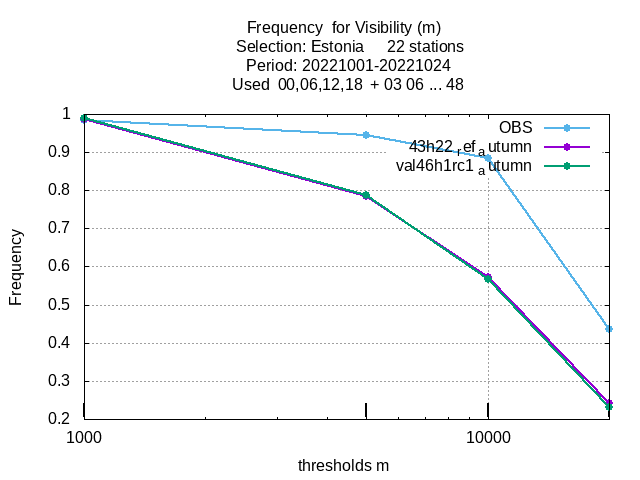 Frequency for Visibility (m)
Selection: Estonia 22 stations
Period: 20221001-20221024
Used 00,06,12,18 + 03 06 ... 48
1
0.9
0.8
0.7
0.6
0.5
0.4
0.3
0.2
Frequency
OBS
43h22_ref_autumn
val46h1rc1_autumn
1000
10000
thresholds m